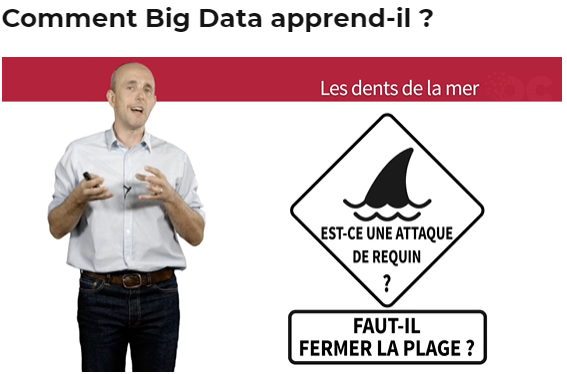 Comment Big Data apprend-il ?
Les dents de la mer
EST-CE UNE ATTAQUE
DE REQUIN
?
FAUT-IL
FERMER LA PLAGE ?